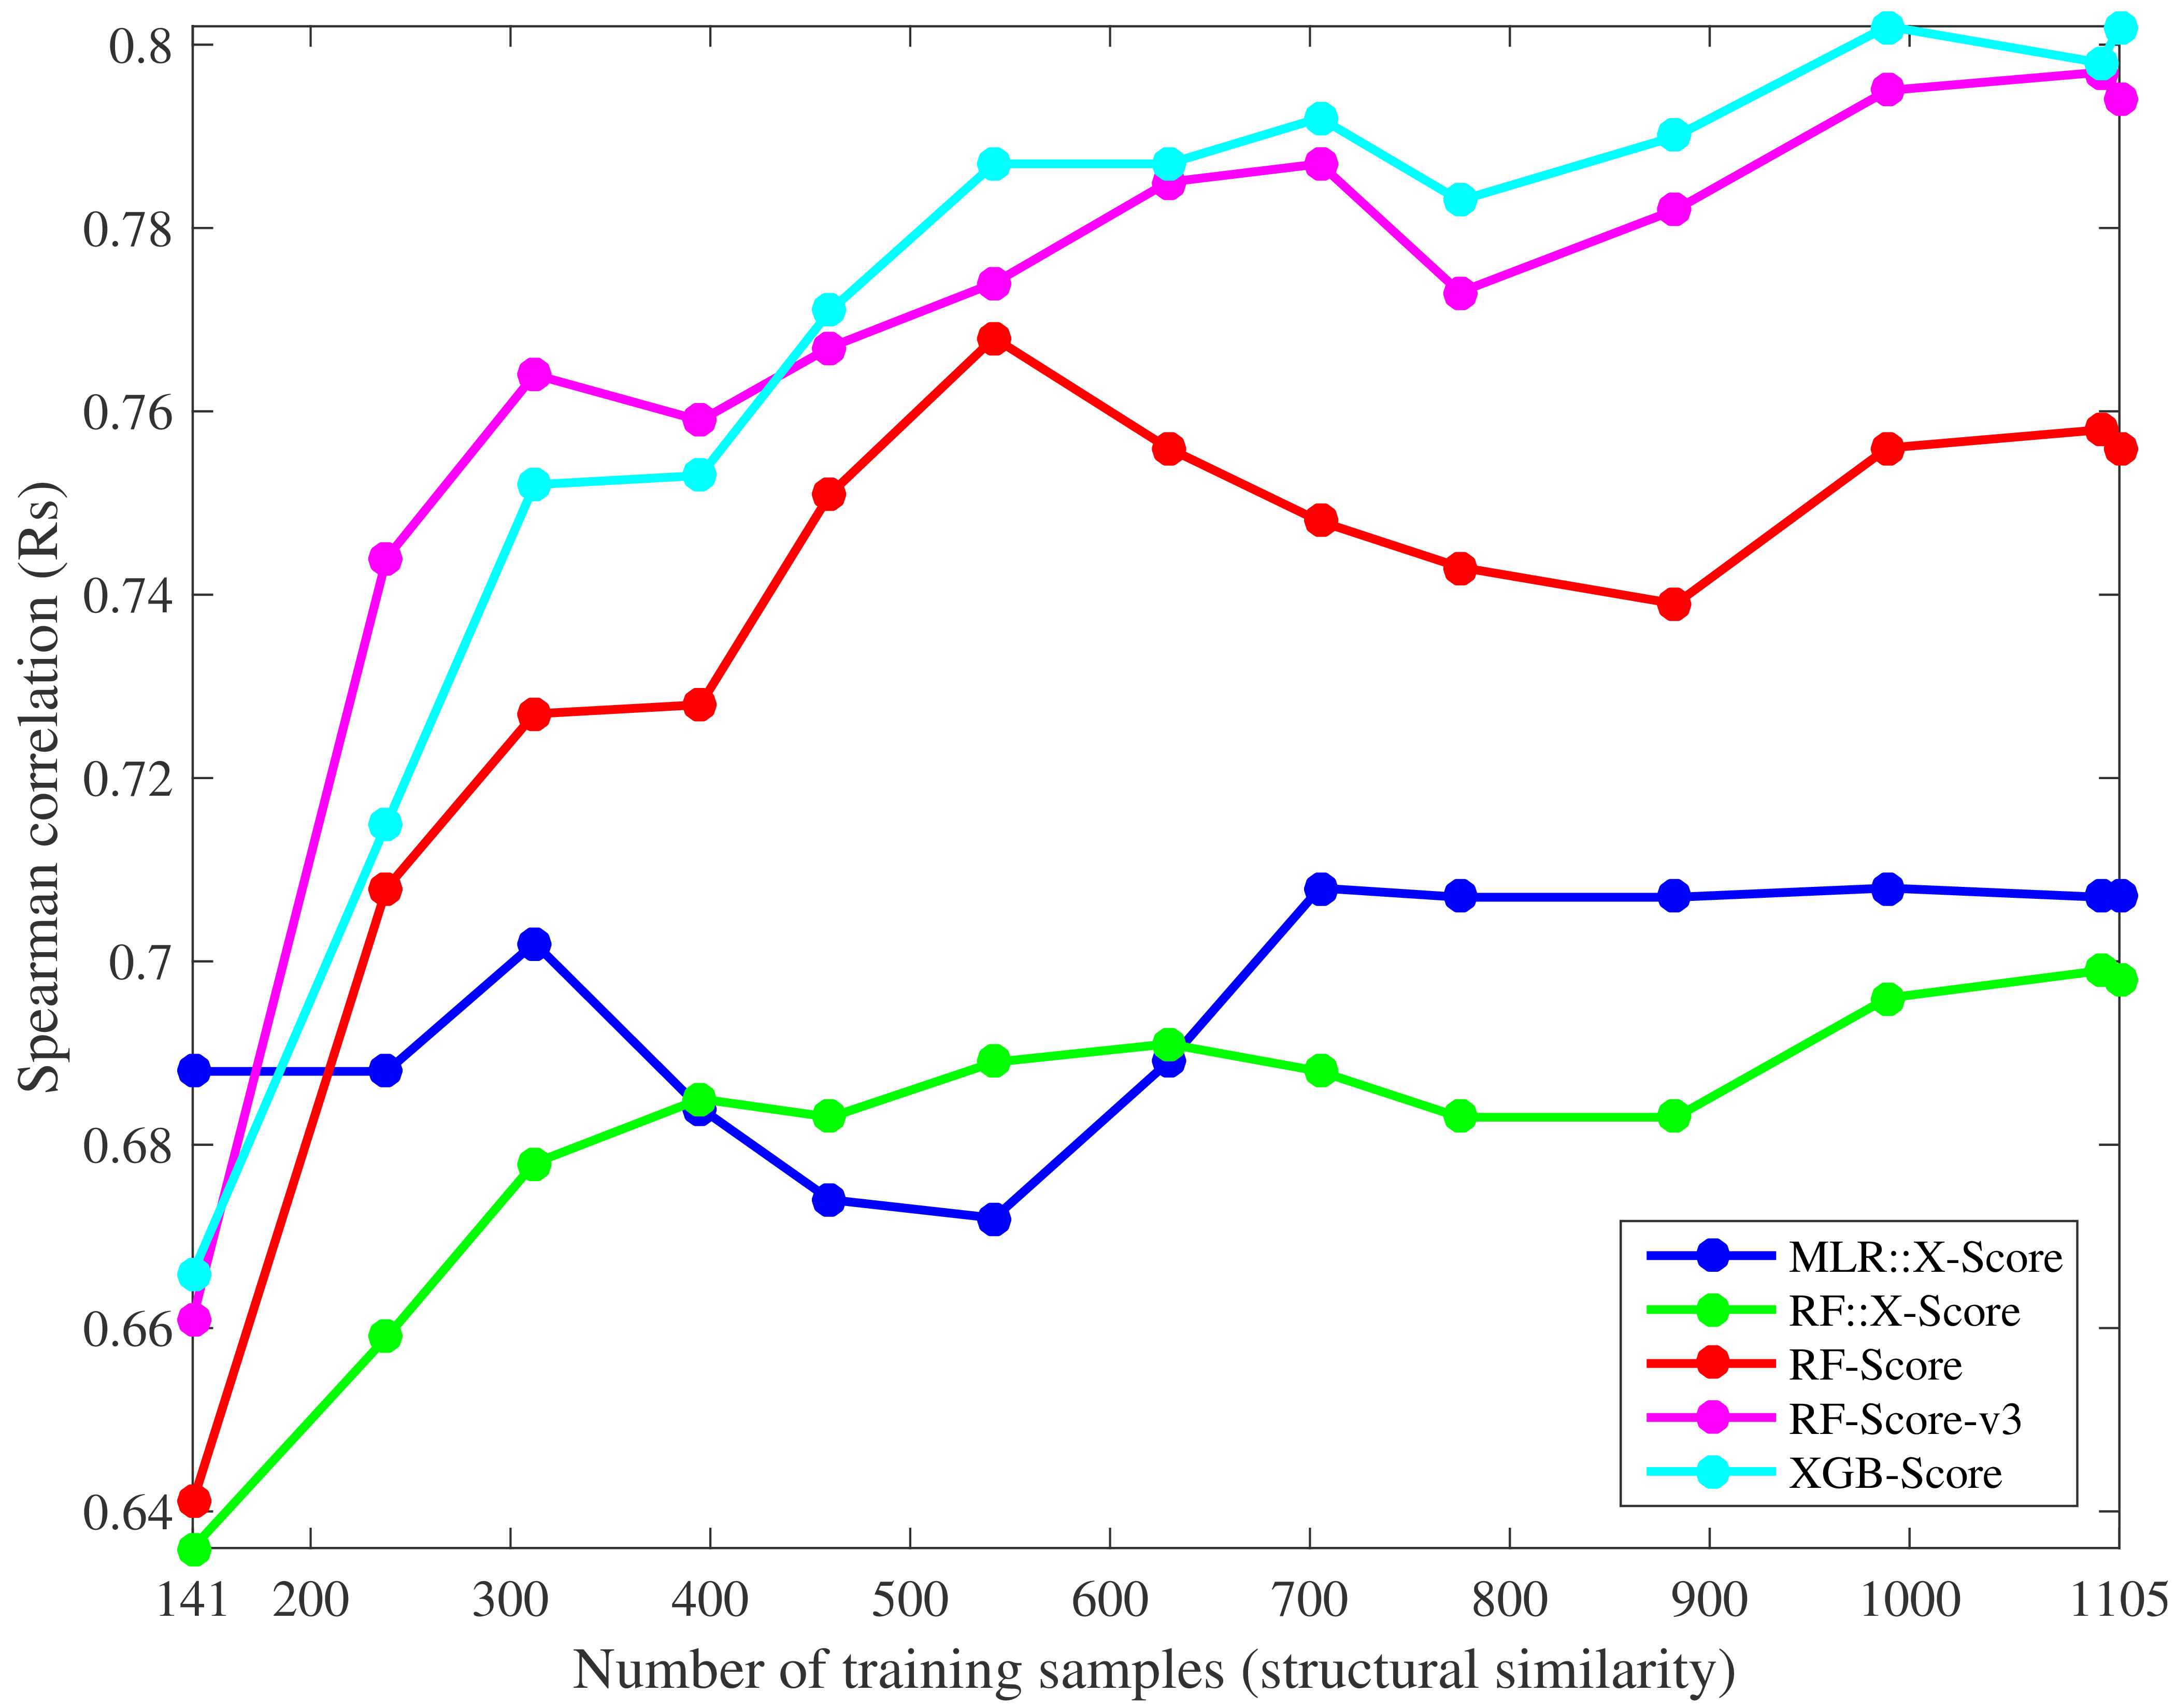 0.8
0.78
0.76
0.74
0.72
0.7
0.68
0.66
0.64
Spearman correlation (Rs)
141 200 300 400 500 600 700 800 900 1000 1105
Number of training samples (structural similarity)
MLR::X-Score
RF::X-Score
RF-Score
RF-Score-v3
XGB-Score